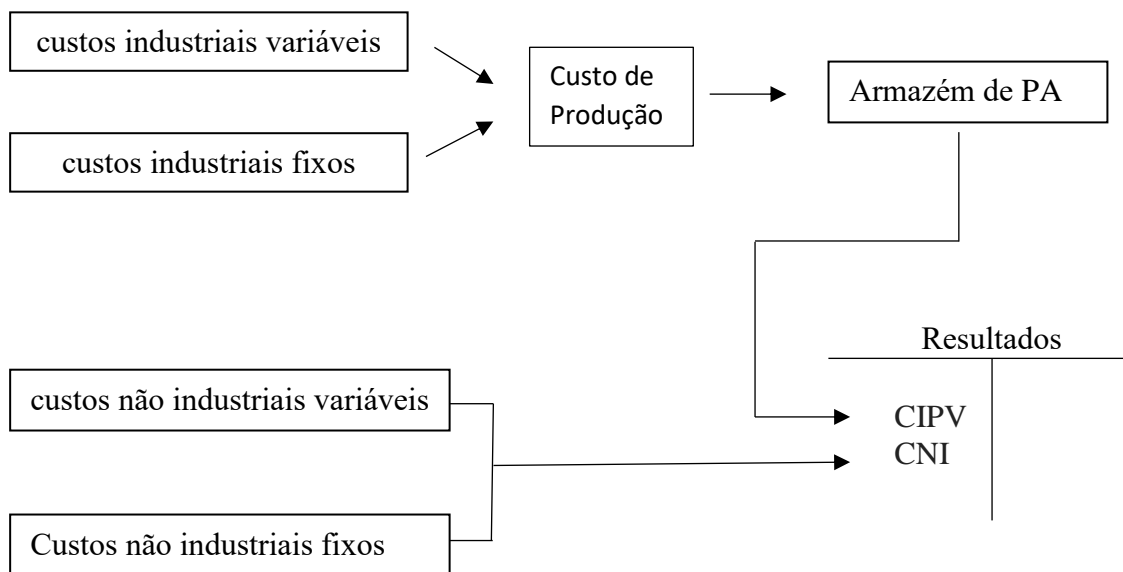 custos industriais variáveis
custos industriais fixos
Custo de
Produção
Armazém de PA
Resultados
custos não industriais variáveis
CIPV
CNI
Custos não industriais fixos